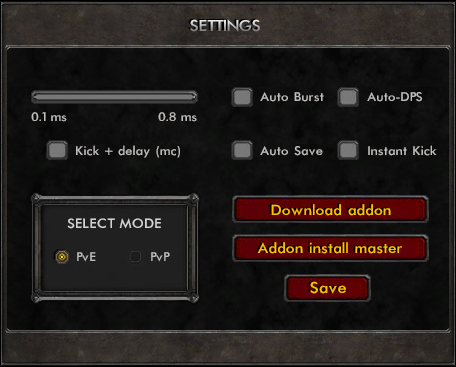 SETTINGS
0.1 ms 0.8 ms
Auto Burst Auto-DPS
Kick + delay (mc) Auto Save Instant Kick
SELECT MODE
PvE PvP
Download addon
Addon install master
Save